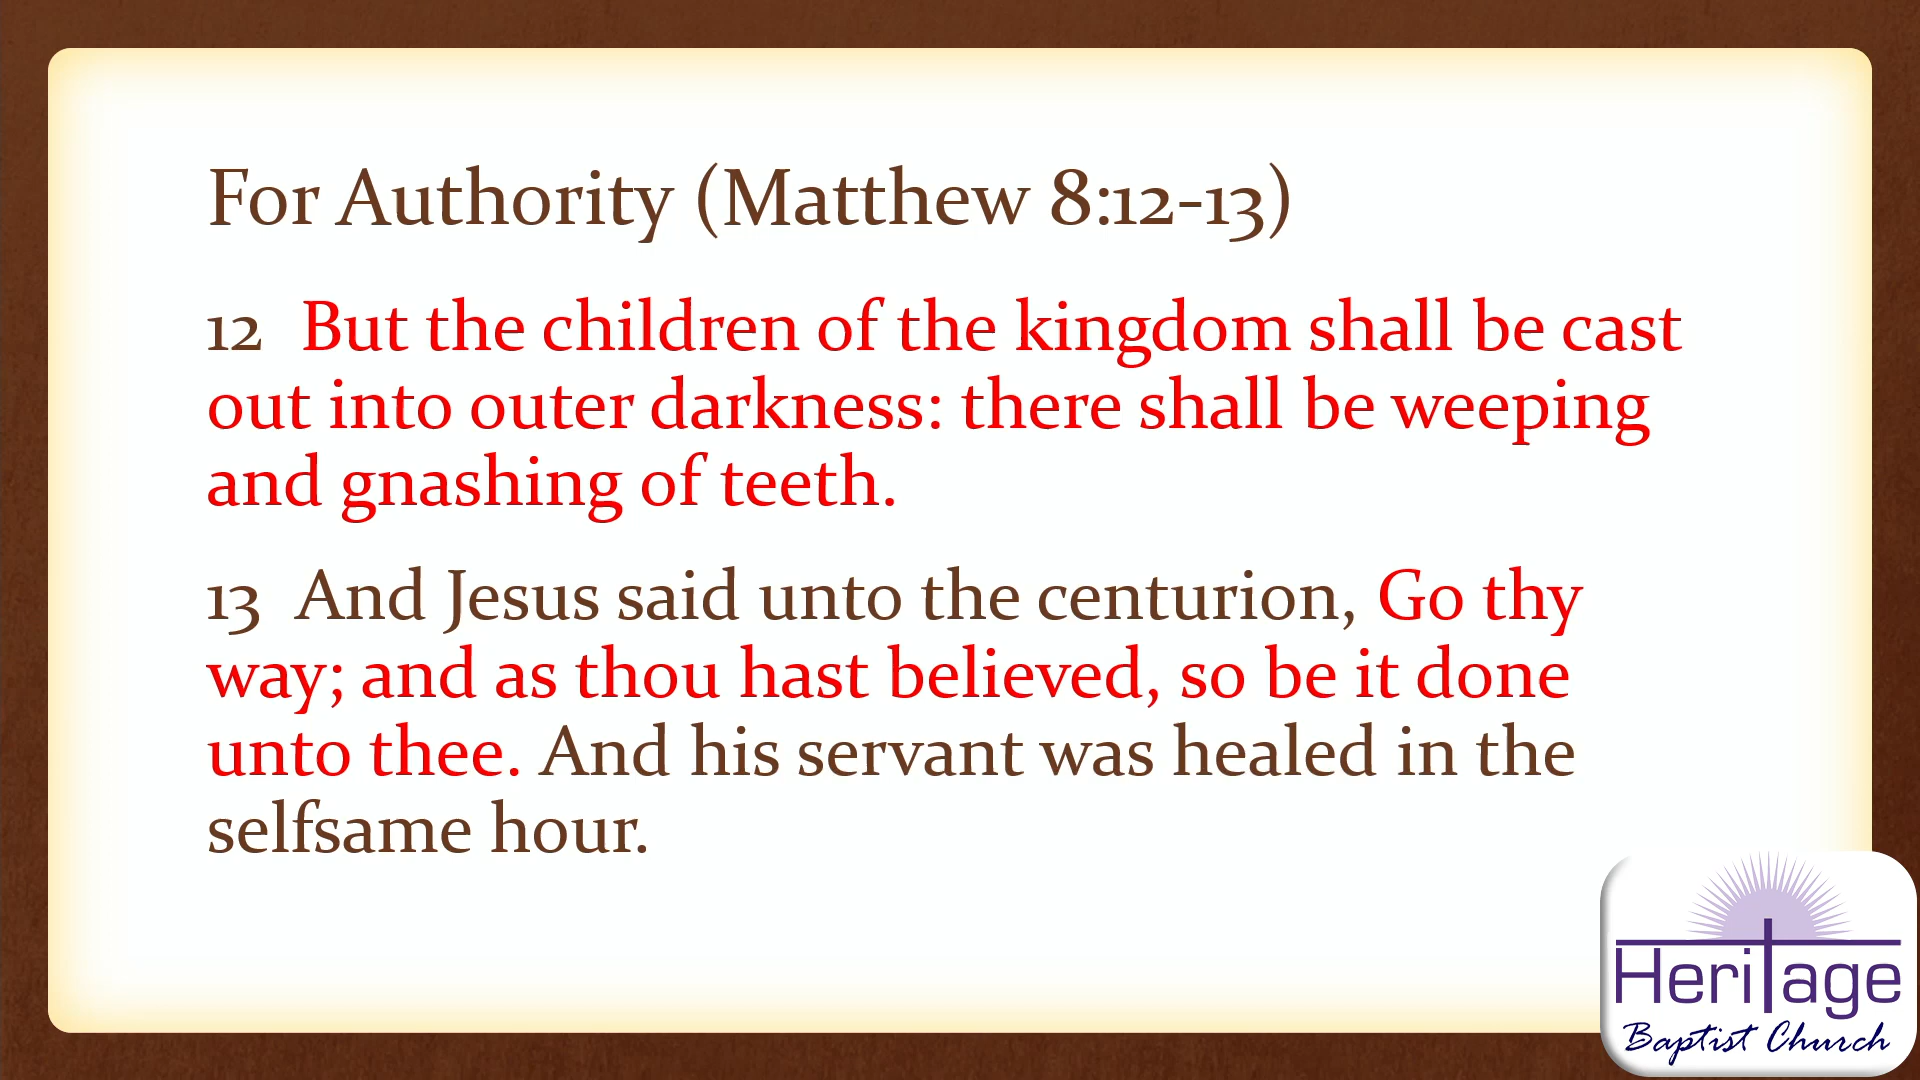 For Authority (Matthew 8:12-13)
12 But the children of the kingdom shall be cast
out into outer darkness: there shall be weeping
and gnashing of teeth.
13 And Jesus said unto the centurion, Go thy
way; and as thou hast believed, so be it done
unto thee. And his servant was healed in the
selfsame hour.
Heritage
Baptist Church